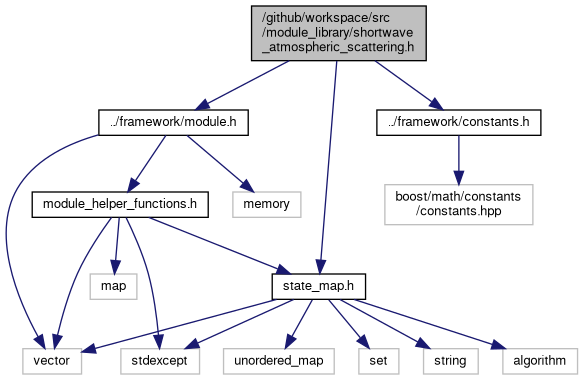 /github/workspace/src
/module_library/shortwave
_atmospheric_scattering.h
../framework/module.h
../framework/constants.h
module_helper_functions.h
memory
boost/math/constants
/constants.hpp
map
state_map.h
vector
stdexcept
unordered_map
set
string
algorithm